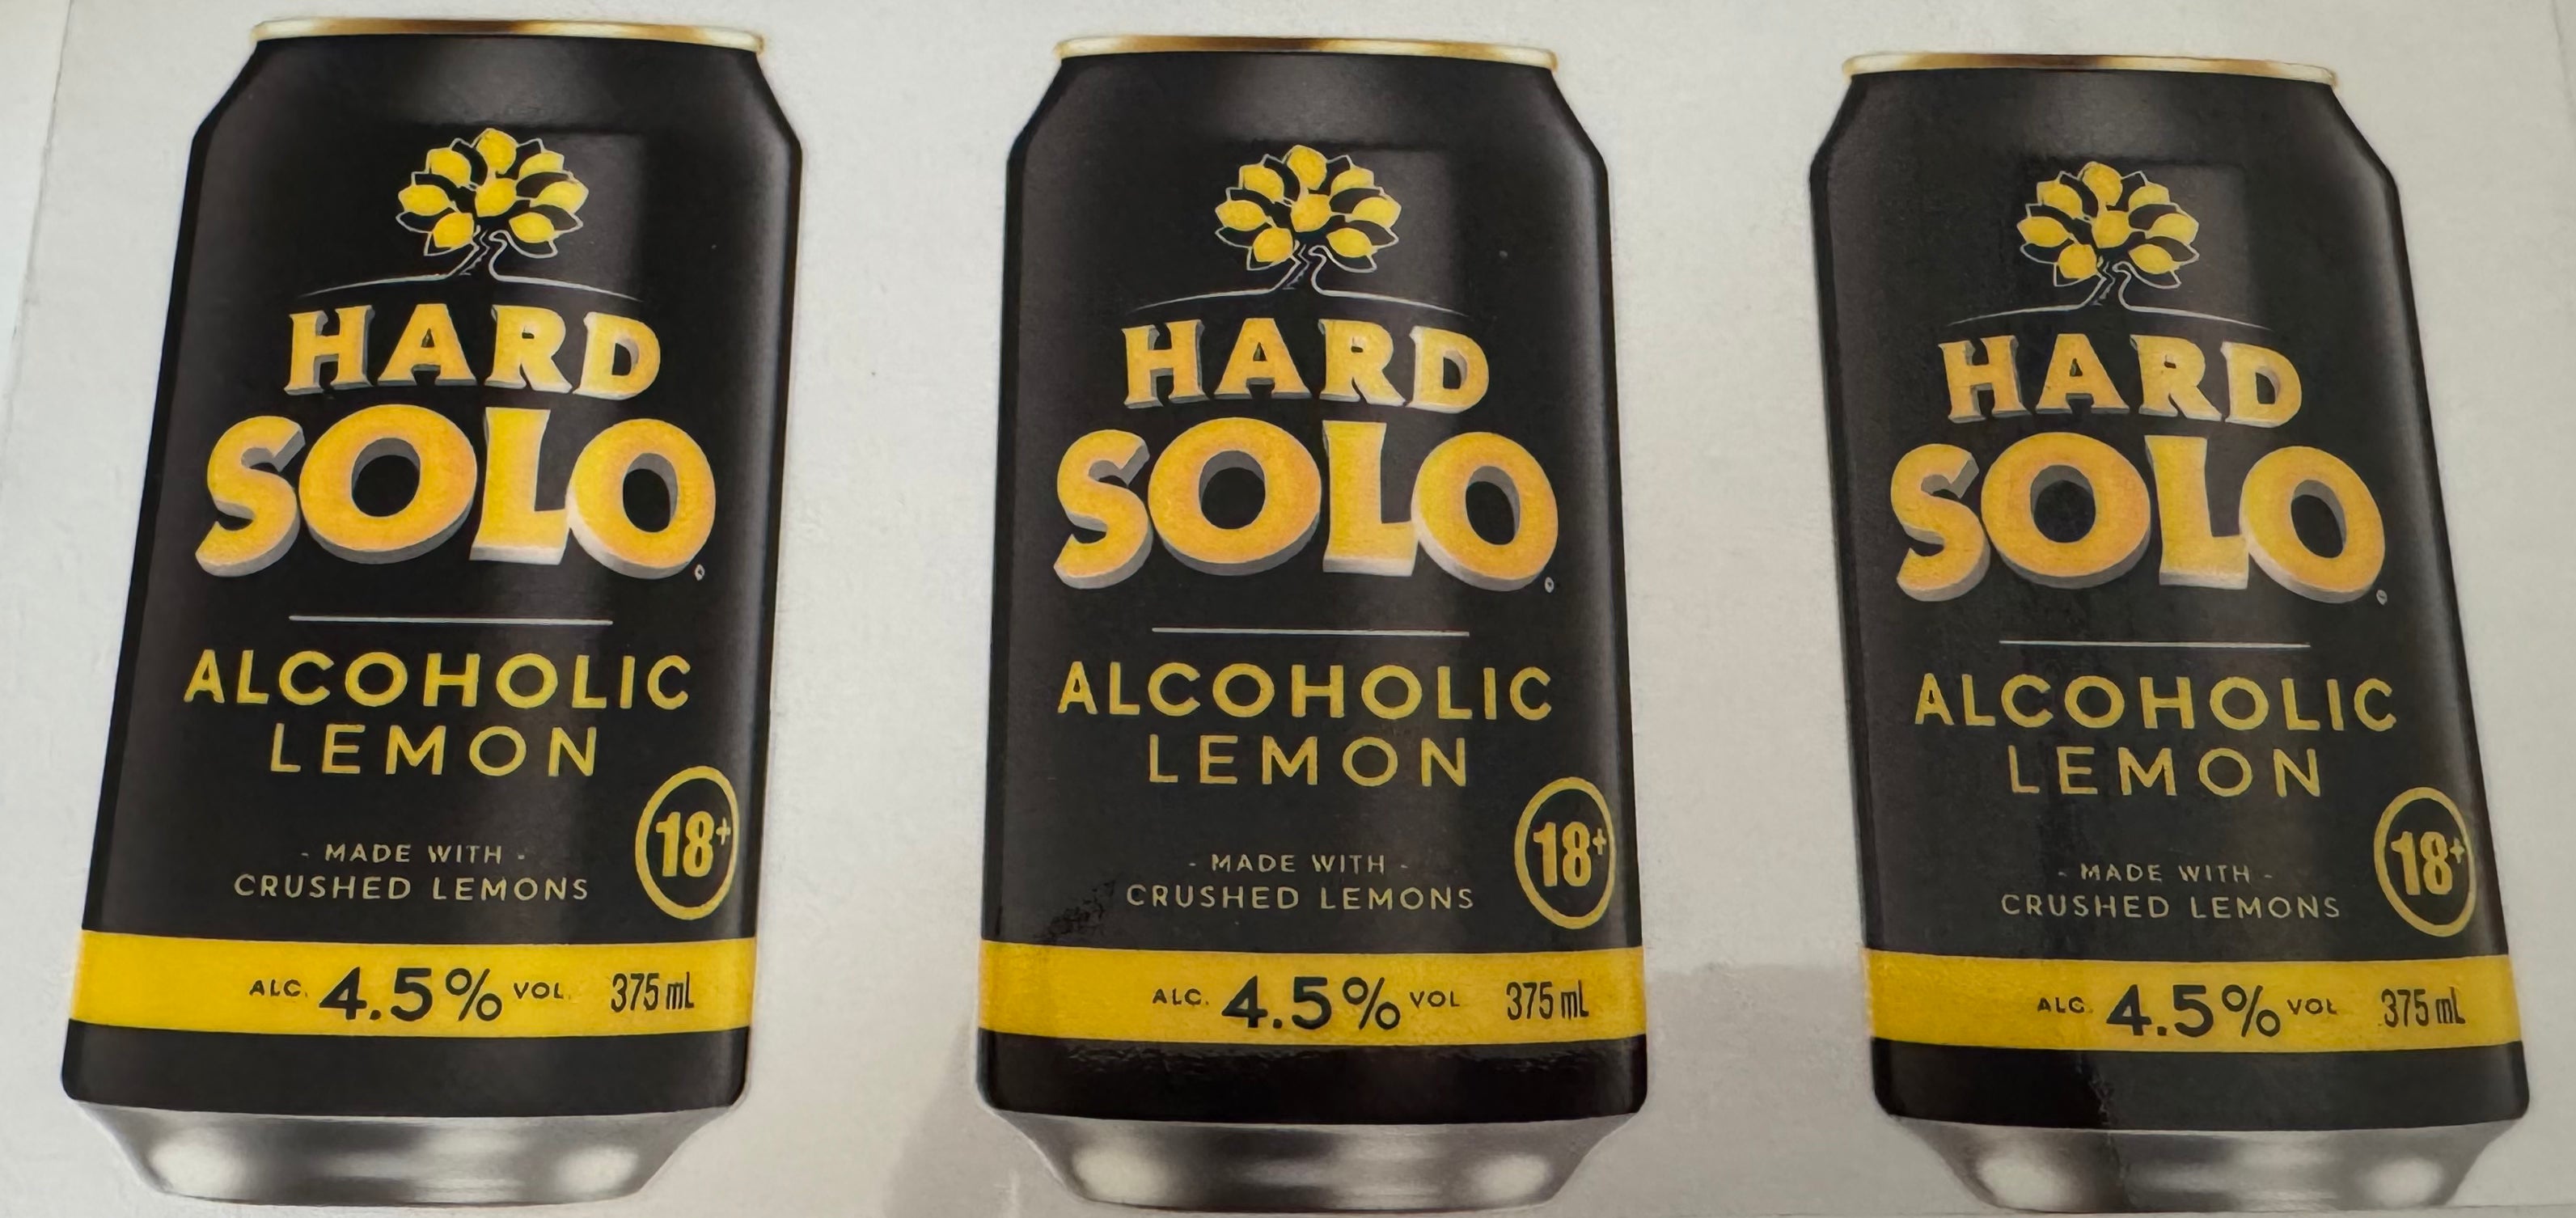 HARD
SOLO
ALCOHOLIC
LEMON
18+
- MADE WITH -
CRUSHED LEMONS
ALC. 4.5% VOL. 375 mL
HARD
SOLO
ALCOHOLIC
LEMON
18+
- MADE WITH -
CRUSHED LEMONS
ALC. 4.5% VOL 375 mL
HARD
SOLO
ALCOHOLIC
LEMON
18+
- MADE WITH -
CRUSHED LEMONS
ALC. 4.5% VOL 375 mL